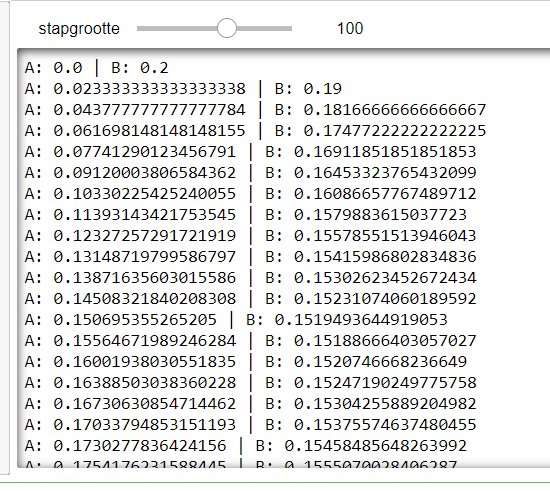 stapgrootte 100
A: 0.0 | B: 0.2
A: 0.023333333333333338 | B: 0.19
A: 0.043777777777777784 | B: 0.18166666666666667
A: 0.061698148148148155 | B: 0.17477222222222225
A: 0.07741290123456791 | B: 0.16911851851851853
A: 0.09120003806584362 | B: 0.16453323765432099
A: 0.10330225425240055 | B: 0.16086657767489712
A: 0.11393143421753545 | B: 0.1579883615037723
A: 0.12327257291721919 | B: 0.15578551513946043
A: 0.13148719799586797 | B: 0.15415986802834836
A: 0.13871635603015586 | B: 0.15302623452672434
A: 0.14508321840208308 | B: 0.15231074060189592
A: 0.150695355265205 | B: 0.1519493644919053
A: 0.15564671989246284 | B: 0.15188666403057027
A: 0.16001938030551835 | B: 0.1520746668236649
A: 0.16388503038360228 | B: 0.15247190249775758
A: 0.16730630854714462 | B: 0.15304255889204982
A: 0.17033794853151193 | B: 0.15375574637480455
A: 0.1730277836424156 | B: 0.15458485648263992
A: 0.1754176231588445 | B: 0.1555070028406287